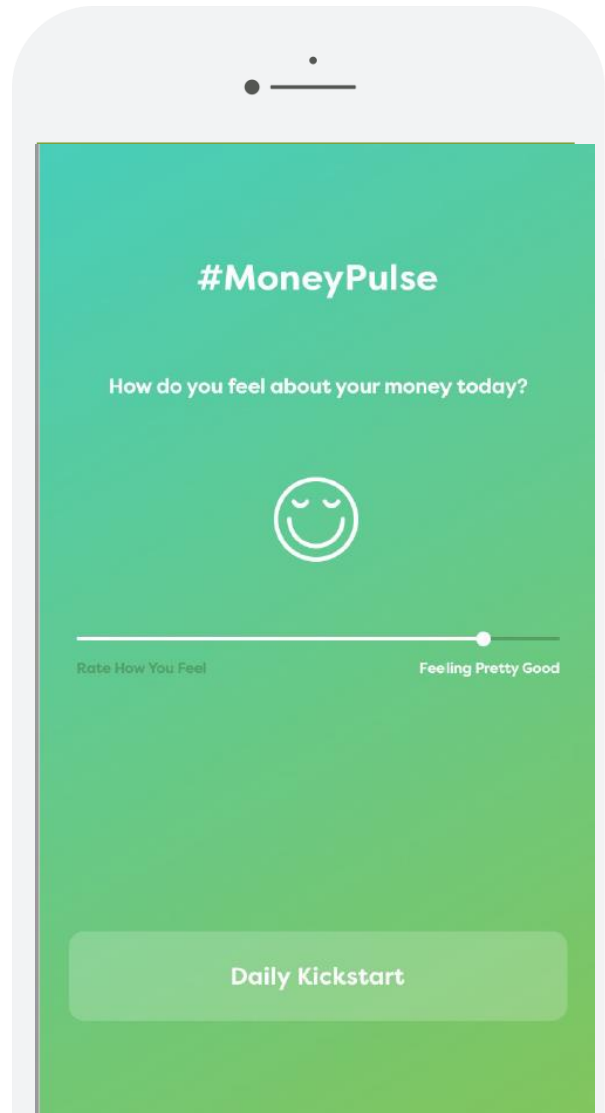 #MoneyPulse
How do you feel about your money today?
Rate How You Feel
Feeling Pretty Good
Daily Kickstart